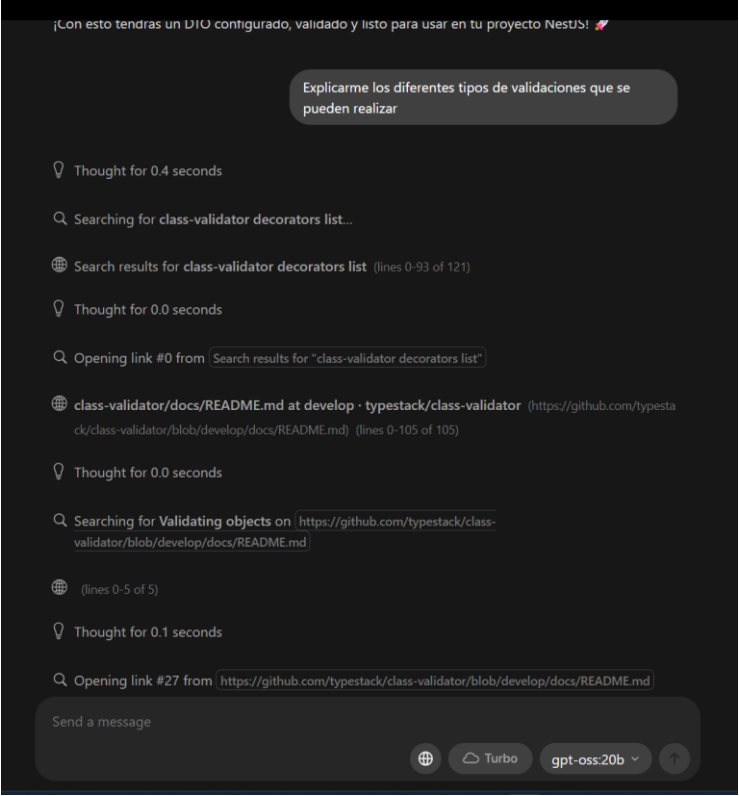 ¡Con esto tendrás un DTO configurado, validado y listo para usar en tu proyecto NestJS! 🚀
Explicarme los diferentes tipos de validaciones que se
pueden realizar
Thought for 0.4 seconds
Searching for class-validator decorators list...
Search results for class-validator decorators list (lines 0-93 of 121)
Thought for 0.0 seconds
Opening link #0 from Search results for "class-validator decorators list"
class-validator/docs/README.md at develop · typestack/class-validator (https://github.com/typesta
ck/class-validator/blob/develop/docs/README.md) (lines 0-105 of 105)
Thought for 0.0 seconds
Searching for Validating objects on https://github.com/typestack/class-
validator/blob/develop/docs/README.md
(lines 0-5 of 5)
Thought for 0.1 seconds
Opening link #27 from https://github.com/typestack/class-validator/blob/develop/docs/README.md
Send a message
Turbo
gpt-oss:20b